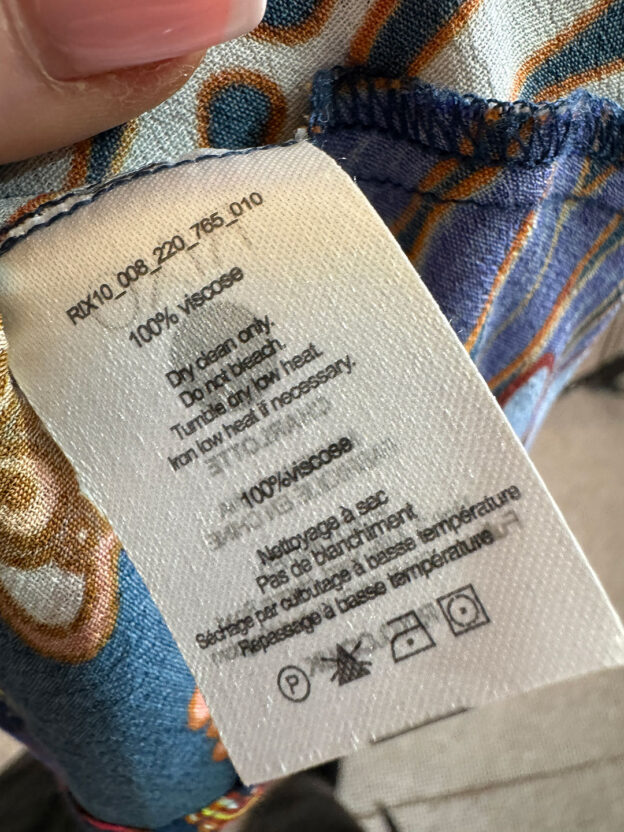 RIX10_008_220_765_010
100% viscose
Dry clean only.
Do not bleach.
Tumble dry low heat.
Iron low heat if necessary.
100%viscose
Nettoyage à sac
Pas de blanchiment
Séchage par culbutage à basse température
Repassage à basse température
P